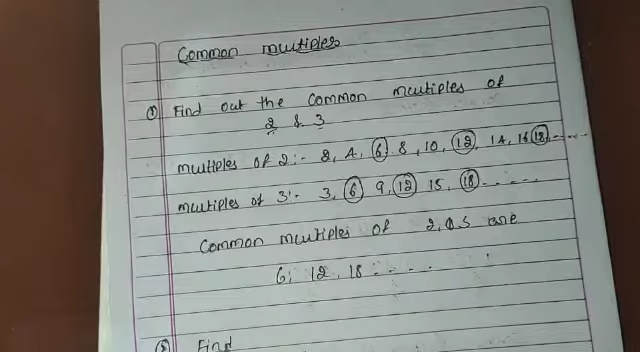 Common multiples
① Find out the Common multiples of
2 & 3
multiples of 2:- 2, 4, 6, 8, 10, 12, 14, 16 18 - - - -
multiples of 3:- 3, 6 9, 12 15, 18 - - - - -
Common multiples of 2, are
6, 12, 18 - - - -
Find